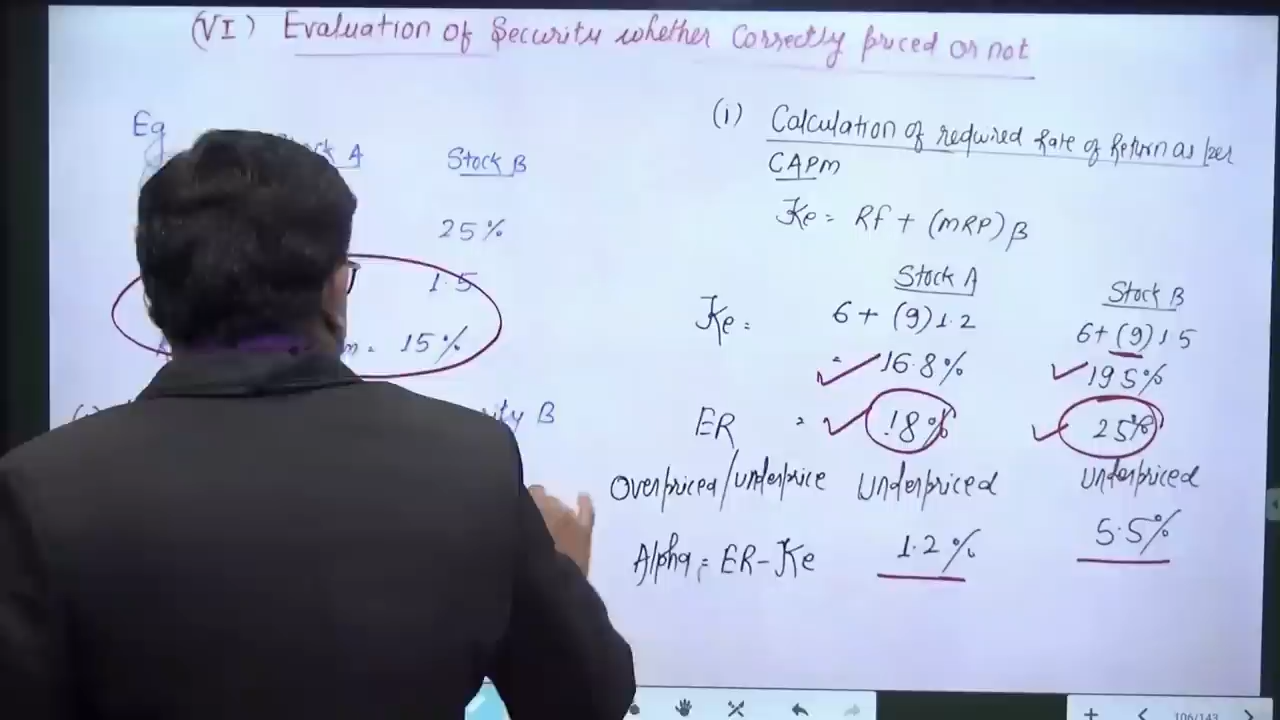 (VI) Evaluation of Security whether Correctly priced or not
Eg
A
Stock B
25%
1.5
15%
B
(i) Calculation of required Rate of Return as per
CAPM
Ke = Rf + (MRP) β
Stock A
Stock B
Ke =
6 + (9) 1.2
6 + (9) 1.5
= 16.8%
19.5%
ER = 18%
25%
Overpriced/underprice Underpriced
Underpriced
Alpha = ER - Ke
1.2%
5.5%
106/143